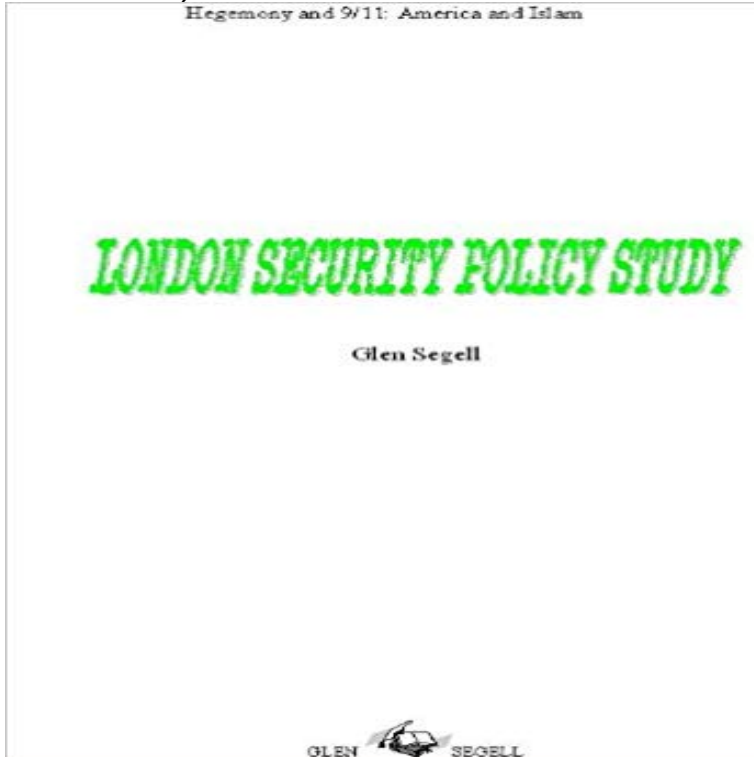 Hegemony and 9/11: America and Islam
LONDON SECURITY POLICY STUDY
Glen Segell
GLEN SEGELL